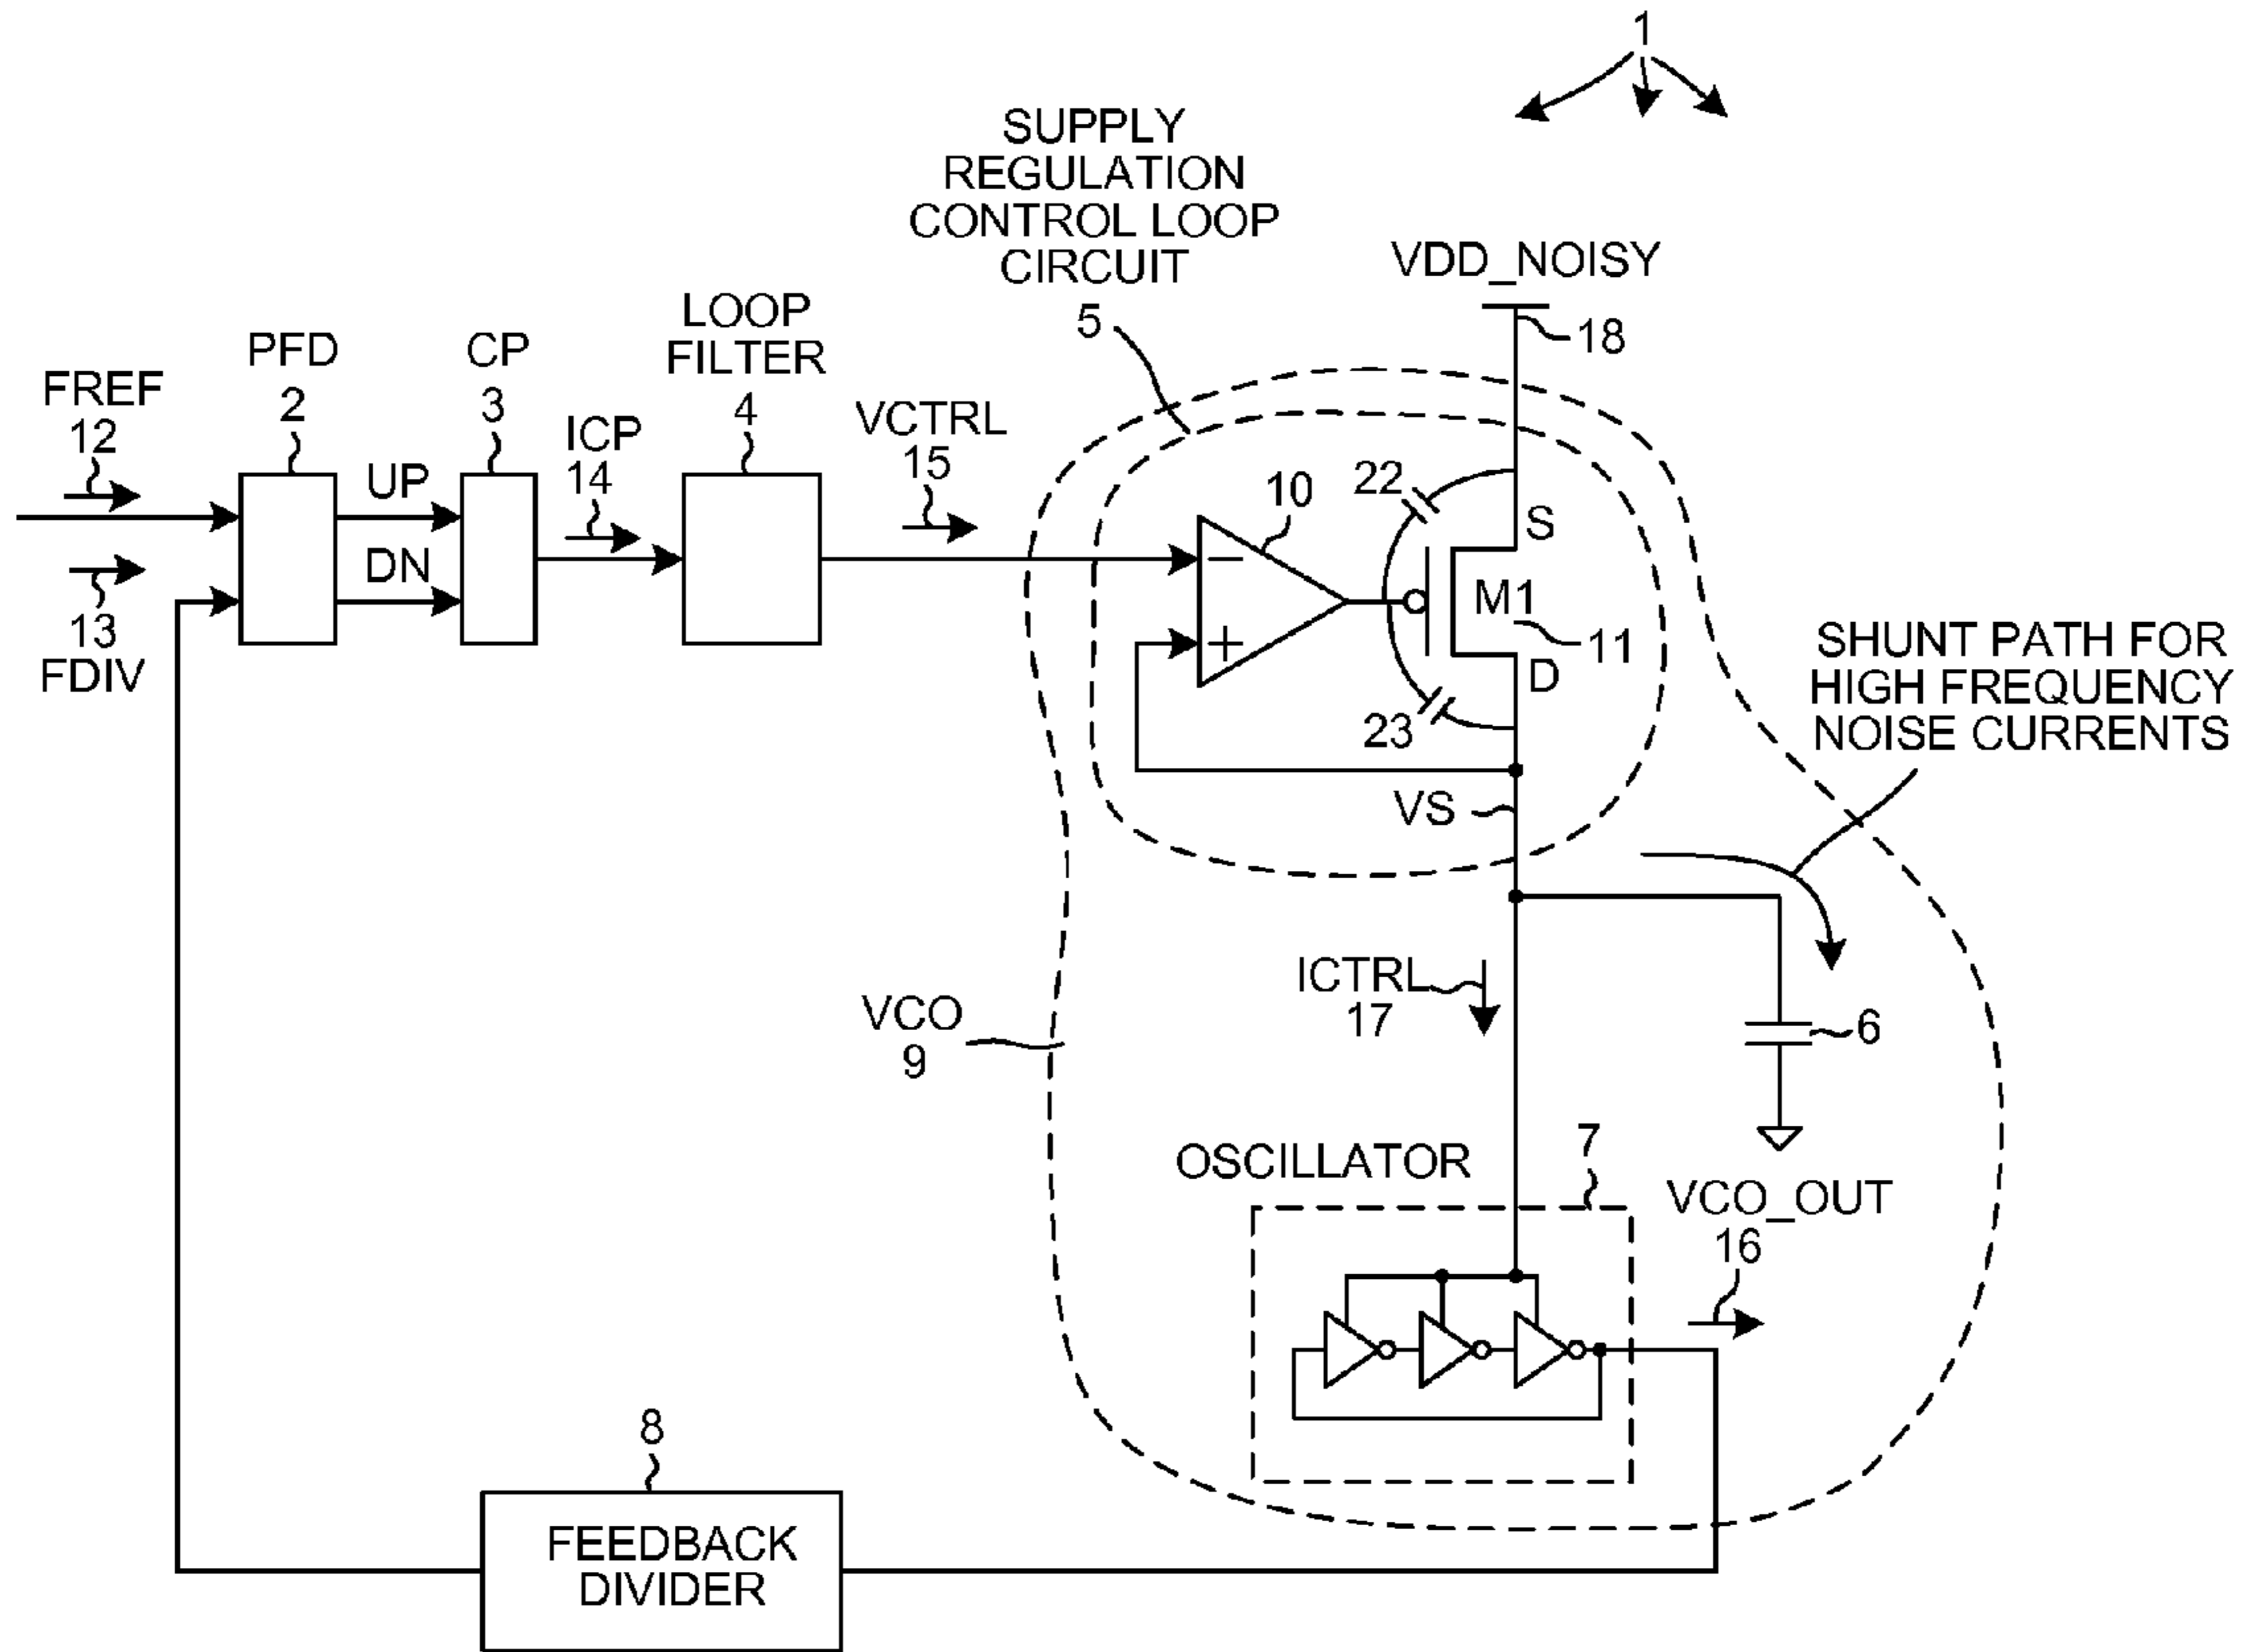 1
SUPPLY
REGULATION
CONTROL LOOP
CIRCUIT
5
VDD_NOISY
18
LOOP
FILTER
4
PFD
2
CP
3
FREF
12
ICP
14
VCTRL
15
UP
DN
13
FDIV
10
22
S
M1
11
D
23
−
+
SHUNT PATH FOR
HIGH FREQUENCY
NOISE CURRENTS
VS
ICTRL
17
VCO
9
6
OSCILLATOR
7
VCO_OUT
16
8
FEEDBACK
DIVIDER